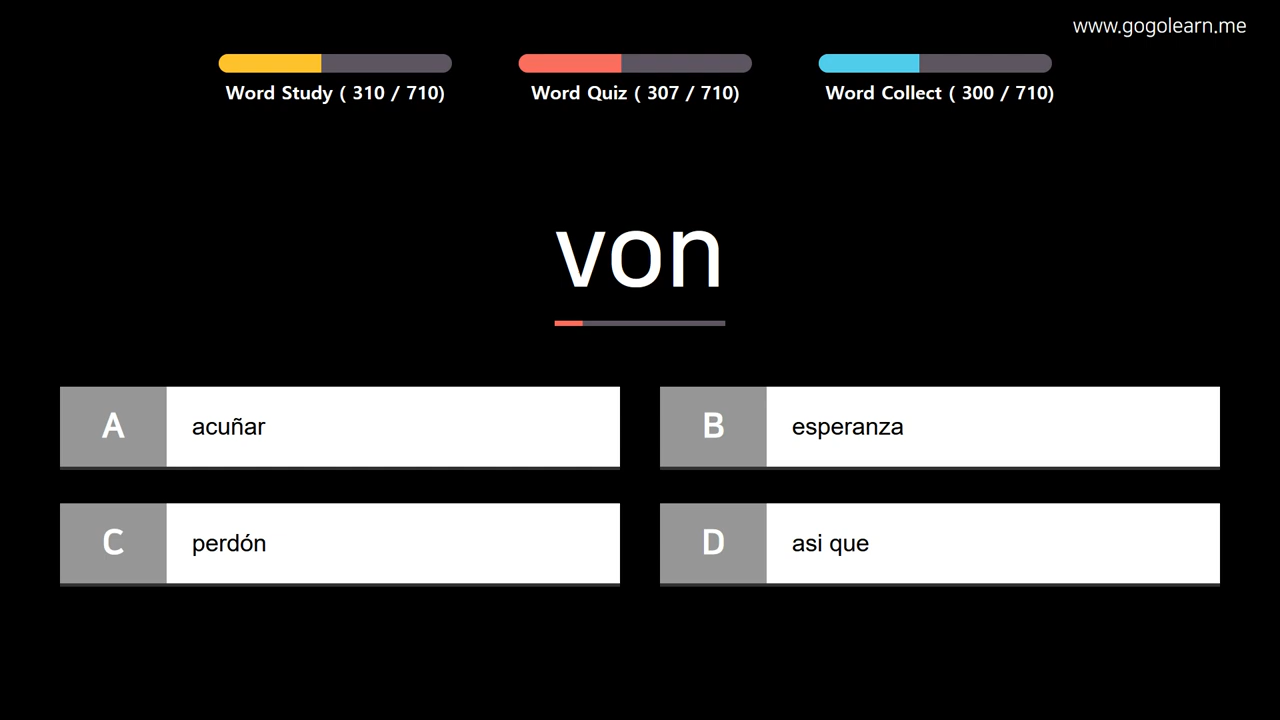 www.gogolearn.me
Word Study ( 310 / 710)
Word Quiz ( 307 / 710)
Word Collect ( 300 / 710)
von
A
acuñar
B
esperanza
C
perdón
D
asi que